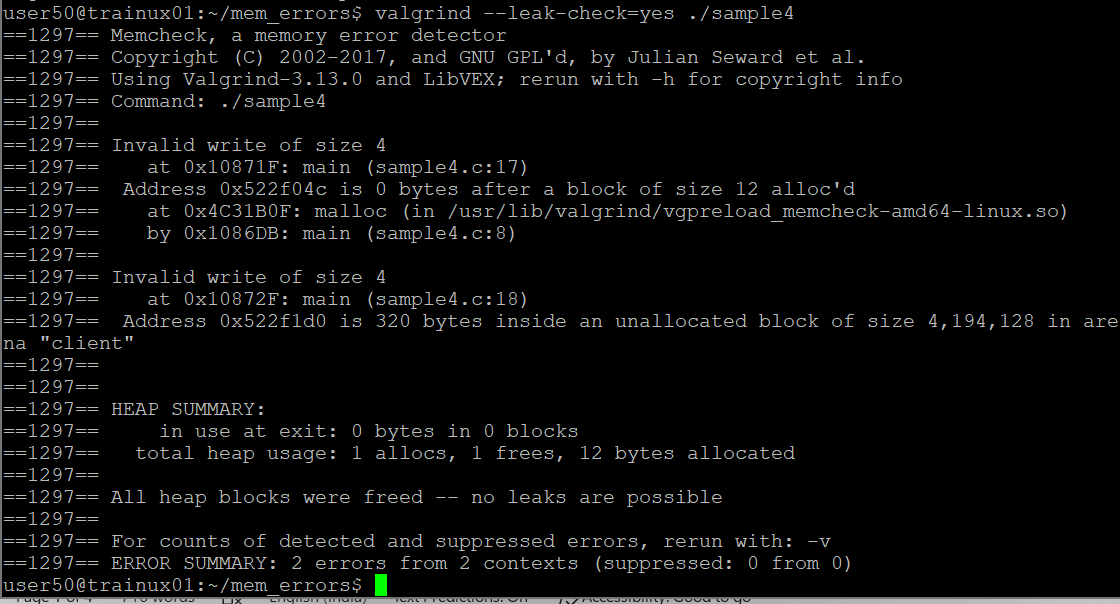 user50@trainux01:~/mem_errors$ valgrind --leak-check=yes ./sample4
==1297== Memcheck, a memory error detector
==1297== Copyright (C) 2002-2017, and GNU GPL'd, by Julian Seward et al.
==1297== Using Valgrind-3.13.0 and LibVEX; rerun with -h for copyright info
==1297== Command: ./sample4
==1297==
==1297== Invalid write of size 4
==1297==    at 0x10871F: main (sample4.c:17)
==1297==  Address 0x522f04c is 0 bytes after a block of size 12 alloc'd
==1297==    at 0x4C31B0F: malloc (in /usr/lib/valgrind/vgpreload_memcheck-amd64-linux.so)
==1297==    by 0x1086DB: main (sample4.c:8)
==1297==
==1297== Invalid write of size 4
==1297==    at 0x10872F: main (sample4.c:18)
==1297==  Address 0x522f1d0 is 320 bytes inside an unallocated block of size 4,194,128 in are
na "client"
==1297==
==1297==
==1297== HEAP SUMMARY:
==1297==     in use at exit: 0 bytes in 0 blocks
==1297==   total heap usage: 1 allocs, 1 frees, 12 bytes allocated
==1297==
==1297== All heap blocks were freed -- no leaks are possible
==1297==
==1297== For counts of detected and suppressed errors, rerun with: -v
==1297== ERROR SUMMARY: 2 errors from 2 contexts (suppressed: 0 from 0)
user50@trainux01:~/mem_errors$
English (India) Text Predictions: On Accessibility: Good to go